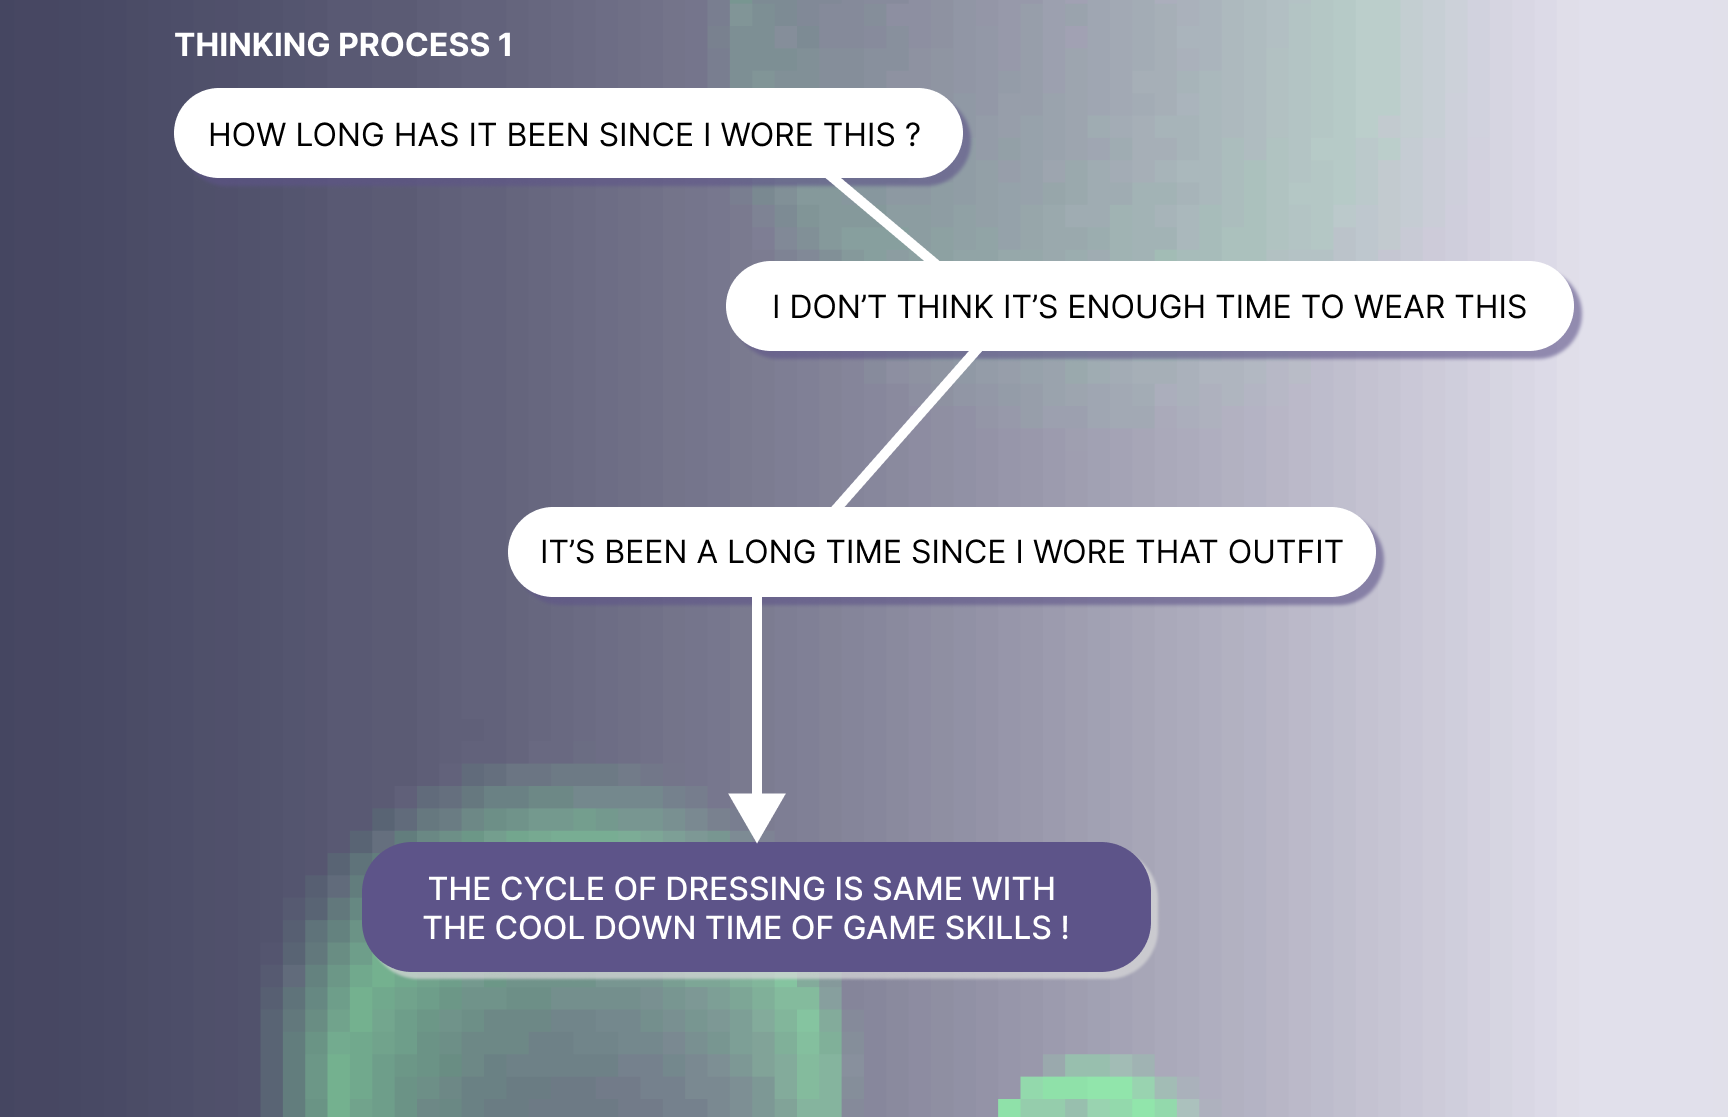 THINKING PROCESS 1
HOW LONG HAS IT BEEN SINCE I WORE THIS ?
I DON’T THINK IT’S ENOUGH TIME TO WEAR THIS
IT’S BEEN A LONG TIME SINCE I WORE THAT OUTFIT
THE CYCLE OF DRESSING IS SAME WITH
THE COOL DOWN TIME OF GAME SKILLS !